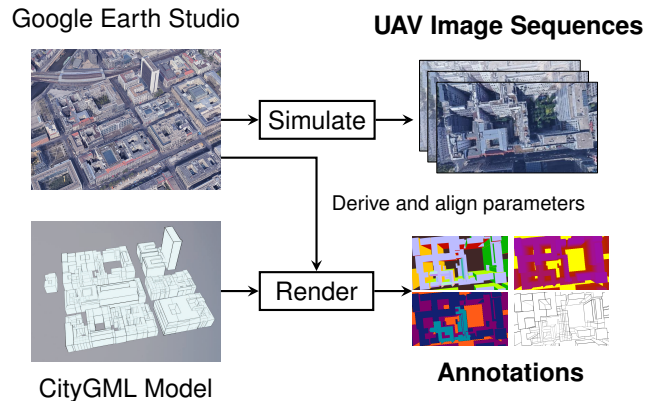 Google Earth Studio
UAV Image Sequences
Simulate
Derive and align parameters
Render
CityGML Model
Annotations